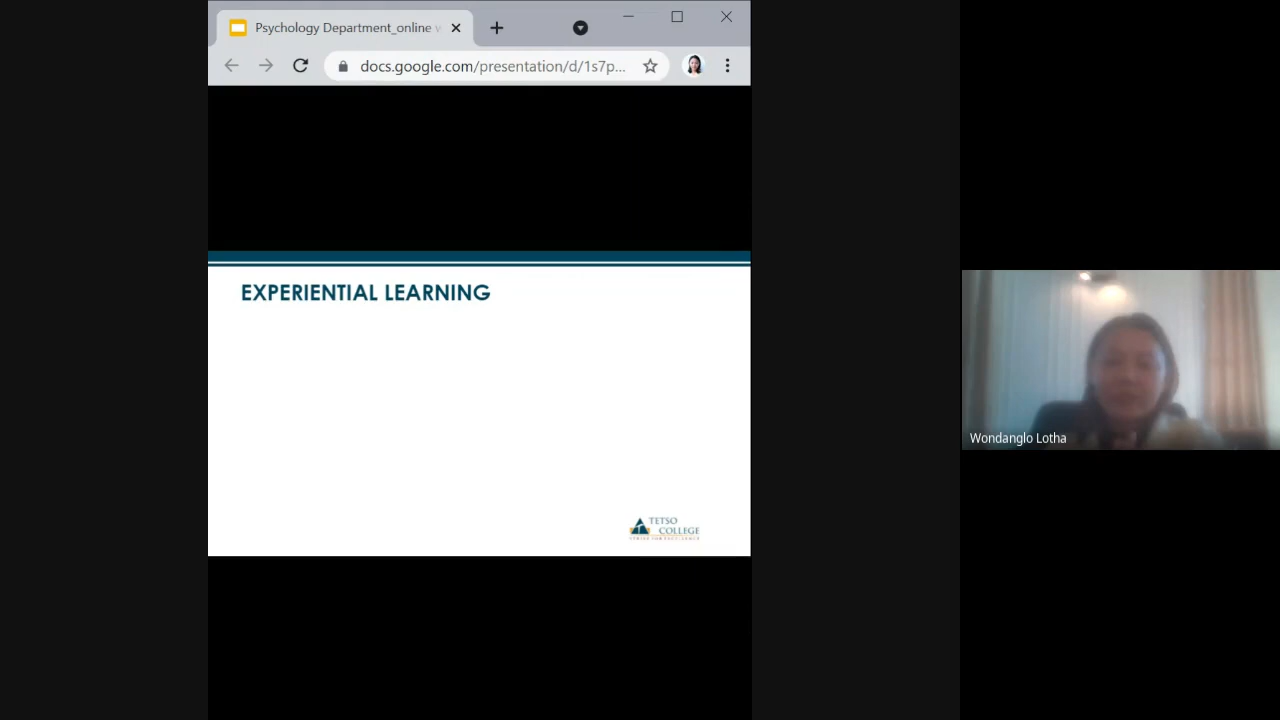 Psychology Department_online
docs.google.com/presentation/d/1s7p...
EXPERIENTIAL LEARNING
TETSO
COLLEGE
Wondanglo Lotha